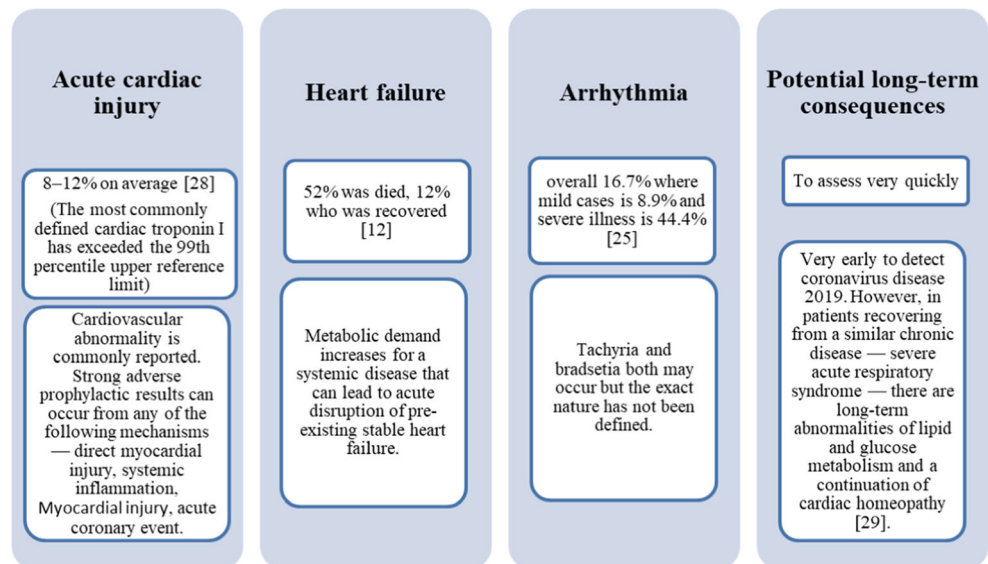 Acute cardiac
injury
8–12% on average [28]
(The most commonly
defined cardiac troponin I
has exceeded the 99th
percentile upper reference
limit)
Cardiovascular
abnormality is
commonly reported.
Strong adverse
prophylactic results can
occur from any of the
following mechanisms
— direct myocardial
injury, systemic
inflammation,
Myocardial injury, acute
coronary event.
Heart failure
52% was died, 12%
who was recovered
[12]
Metabolic demand
increases for a
systemic disease that
can lead to acute
disruption of pre-
existing stable heart
failure.
Arrhythmia
overall 16.7% where
mild cases is 8.9% and
severe illness is 44.4%
[25]
Tachyria and
bradsetia both may
occur but the exact
nature has not been
defined.
Potential long-term
consequences
To assess very quickly
Very early to detect
coronavirus disease
2019. However, in
patients recovering
from a similar chronic
disease — severe
acute respiratory
syndrome — there are
long-term
abnormalities of lipid
and glucose
metabolism and a
continuation of
cardiac homeopathy
[29].